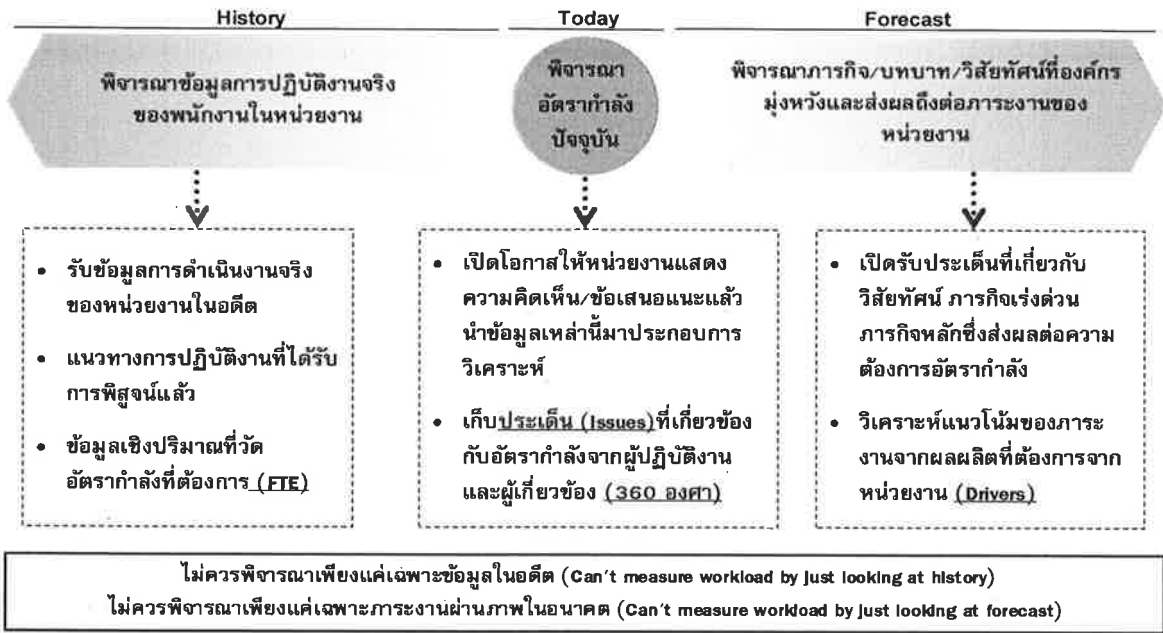 History
Today
Forecast
พิจารณาข้อมูลการปฏิบัติงานจริง
ของพนักงานในหน่วยงาน
พิจารณา
อัตรากำลัง
ปัจจุบัน
พิจารณาภารกิจ/บทบาท/วิสัยทัศน์ที่องค์กร
มุ่งหวังและส่งผลถึงต่อภาระงานของ
หน่วยงาน
• รับข้อมูลการดำเนินงานจริง
ของหน่วยงานในอดีต
• แนวทางการปฏิบัติงานที่ได้รับ
การพิสูจน์แล้ว
• ข้อมูลเชิงปริมาณที่วัด
อัตรากำลังที่ต้องการ (FTE)
• เปิดโอกาสให้หน่วยงานแสดง
ความคิดเห็น/ข้อเสนอแนะแล้ว
นำข้อมูลเหล่านี้มาประกอบการ
วิเคราะห์
• เก็บประเด็น (Issues)ที่เกี่ยวข้อง
กับอัตรากำลังจากผู้ปฏิบัติงาน
และผู้เกี่ยวข้อง (360 องศา)
• เปิดรับประเด็นที่เกี่ยวกับ
วิสัยทัศน์ ภารกิจเร่งด่วน
ภารกิจหลักซึ่งส่งผลต่อความ
ต้องการอัตรากำลัง
• วิเคราะห์แนวโน้มของภาระ
งานจากผลผลิตที่ต้องการจาก
หน่วยงาน (Drivers)
ไม่ควรพิจารณาเพียงแค่เฉพาะข้อมูลในอดีต (Can't measure workload by just looking at history)
ไม่ควรพิจารณาเพียงแค่เฉพาะภาระงานผ่านภาพในอนาคต (Can't measure workload by just looking at forecast)